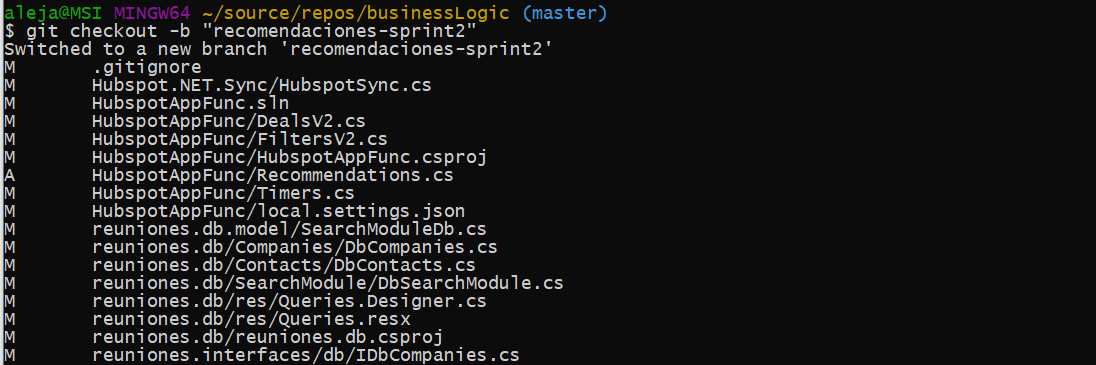 aleja@MSI MINGW64 ~/source/repos/businessLogic (master)
$ git checkout -b "recomendaciones-sprint2"
Switched to a new branch 'recomendaciones-sprint2'
M       .gitignore
M       Hubspot.NET.Sync/HubspotSync.cs
M       HubspotAppFunc.sln
M       HubspotAppFunc/DealsV2.cs
M       HubspotAppFunc/FiltersV2.cs
M       HubspotAppFunc/HubspotAppFunc.csproj
A       HubspotAppFunc/Recommendations.cs
M       HubspotAppFunc/Timers.cs
M       HubspotAppFunc/local.settings.json
M       reuniones.db.model/SearchModuleDb.cs
M       reuniones.db/Companies/DbCompanies.cs
M       reuniones.db/Contacts/DbContacts.cs
M       reuniones.db/SearchModule/DbSearchModule.cs
M       reuniones.db/res/Queries.Designer.cs
M       reuniones.db/res/Queries.resx
M       reuniones.db/reuniones.db.csproj
M       reuniones.interfaces/db/IDbCompanies.cs